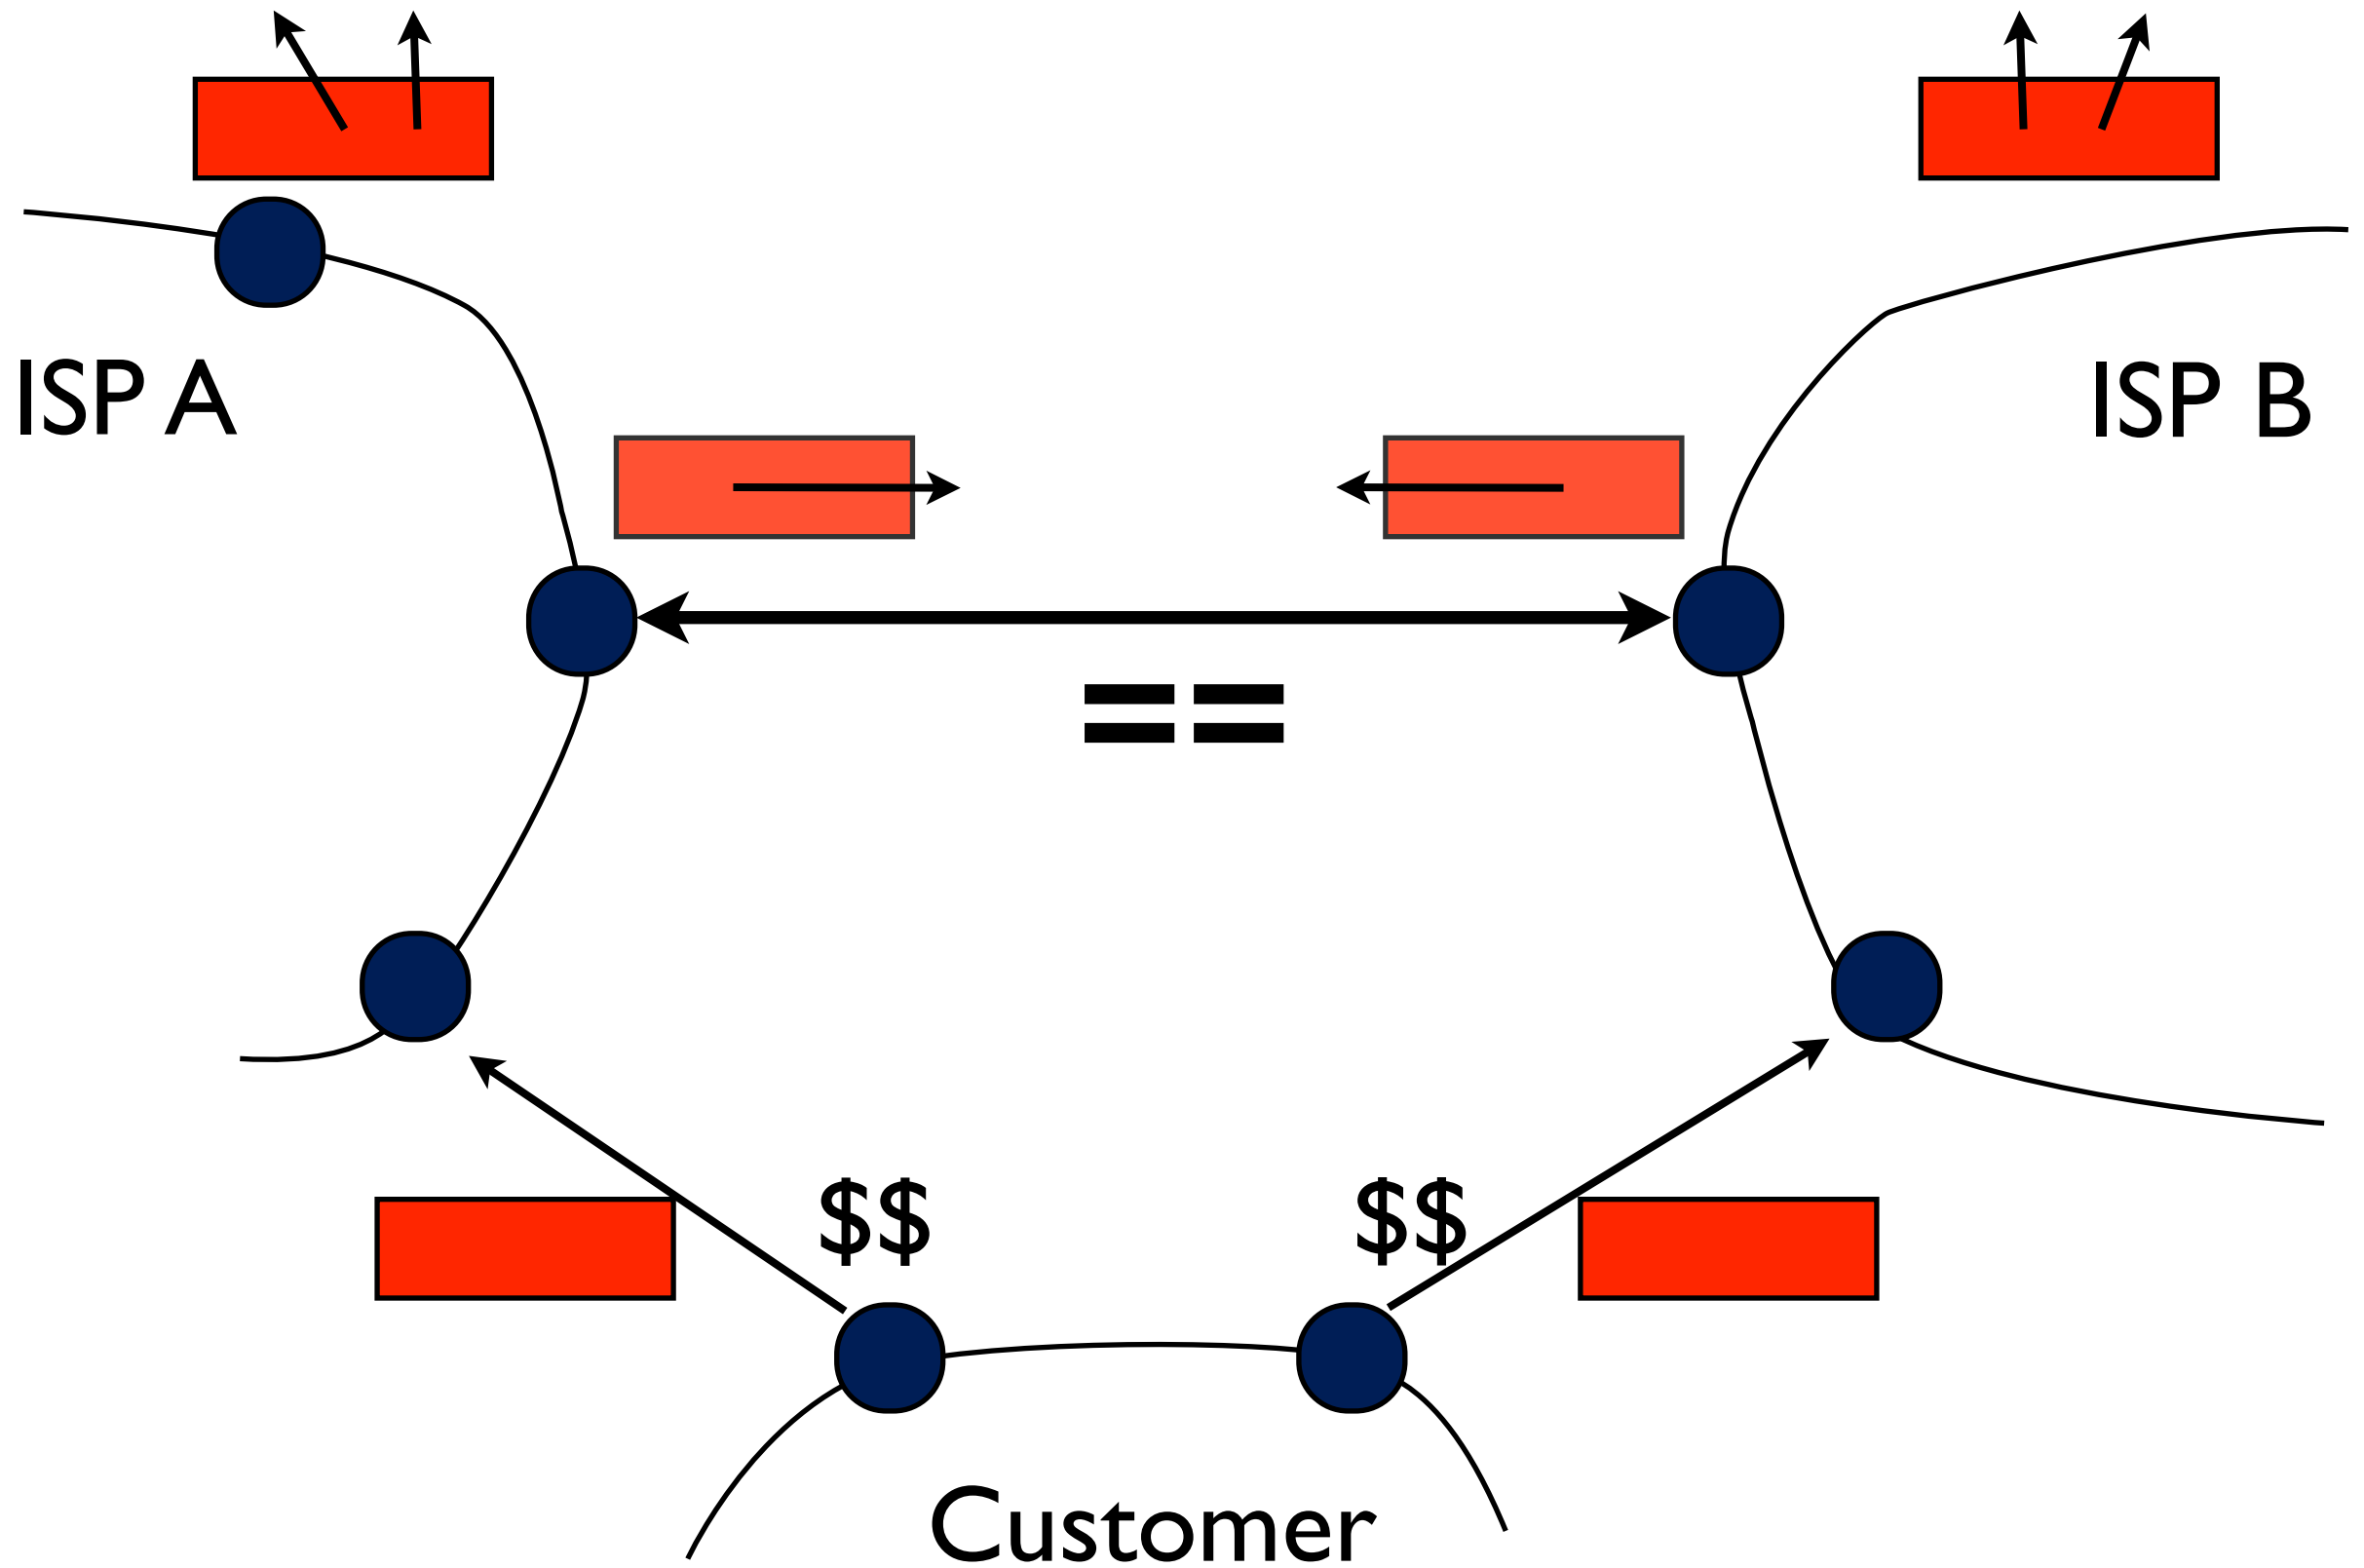 ISP A
ISP B
==
$$
$$
Customer